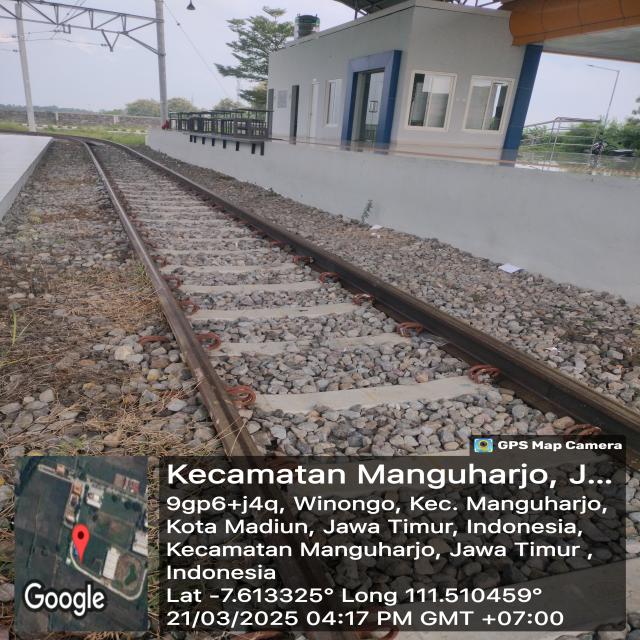 GPS Map Camera
Kecamatan Manguharjo, J...
9gp6+j4q, Winongo, Kec. Manguharjo,
Kota Madiun, Jawa Timur, Indonesia,
Kecamatan Manguharjo, Jawa Timur ,
Indonesia
Lat -7.613325° Long 111.510459°
21/03/2025 04:17 PM GMT +07:00
Google